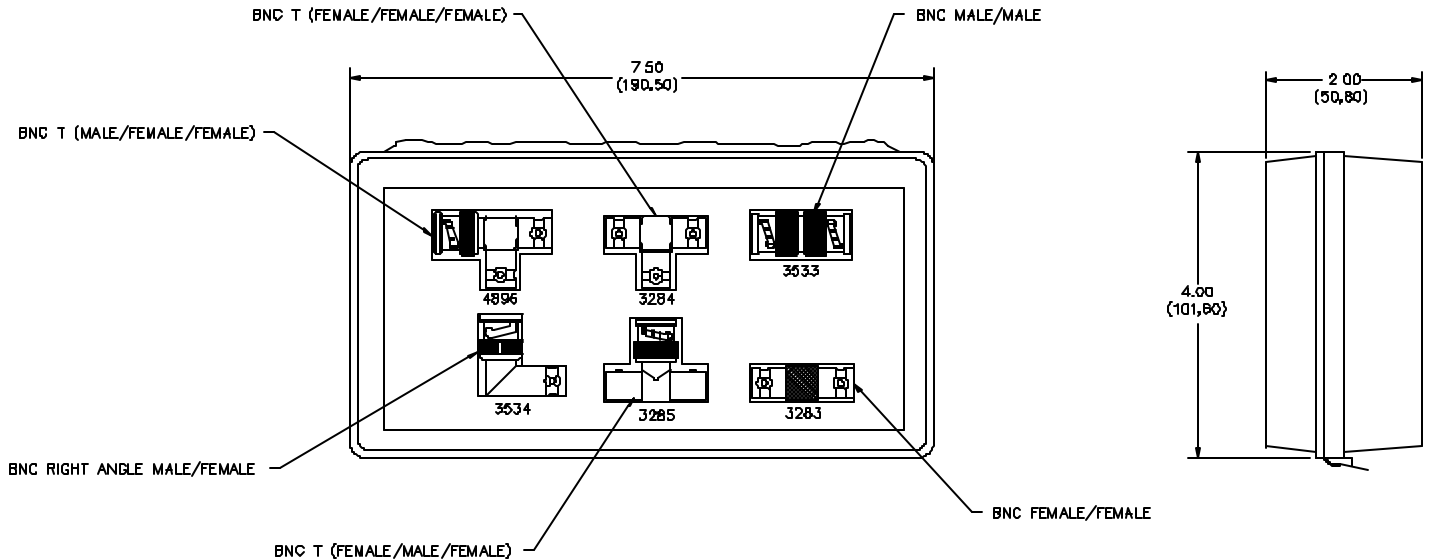 BNC T (FEMALE/FEMALE/FEMALE)
BNC MALE/MALE
7.50
(190.50)
2.00
(50,80)
BNC T (MALE/FEMALE/FEMALE)
4896
3284
3533
4.00
(101,60)
3534
3285
3283
BNC RIGHT ANGLE MALE/FEMALE
BNC FEMALE/FEMALE
BNC T (FEMALE/MALE/FEMALE)